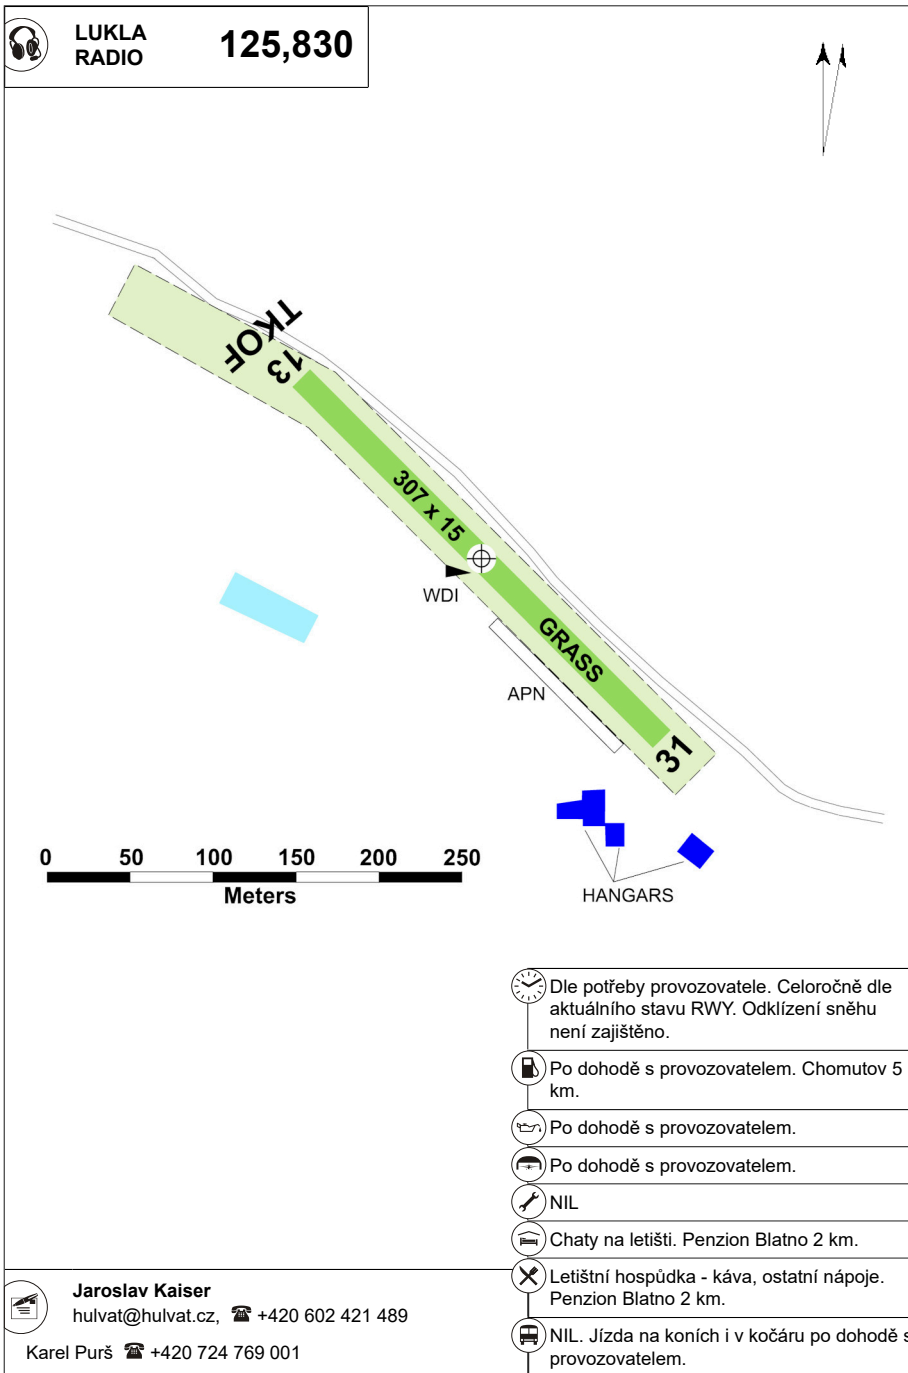 LUKLA
RADIO
125,830
TKOF
13
307 x 15
WDI
GRASS
APN
31
0 50 100 150 200 250
Meters
HANGARS
Dle potřeby provozovatele. Celoročně dle
aktuálního stavu RWY. Odklízení sněhu
není zajištěno.
Po dohodě s provozovatelem. Chomutov 5
km.
Po dohodě s provozovatelem.
Po dohodě s provozovatelem.
NIL
Chaty na letišti. Penzion Blatno 2 km.
Letištní hospůdka - káva, ostatní nápoje.
Penzion Blatno 2 km.
NIL. Jízda na koních i v kočáru po dohodě s
provozovatelem.
Jaroslav Kaiser
hulvat@hulvat.cz, ☎ +420 602 421 489
Karel Purš ☎ +420 724 769 001